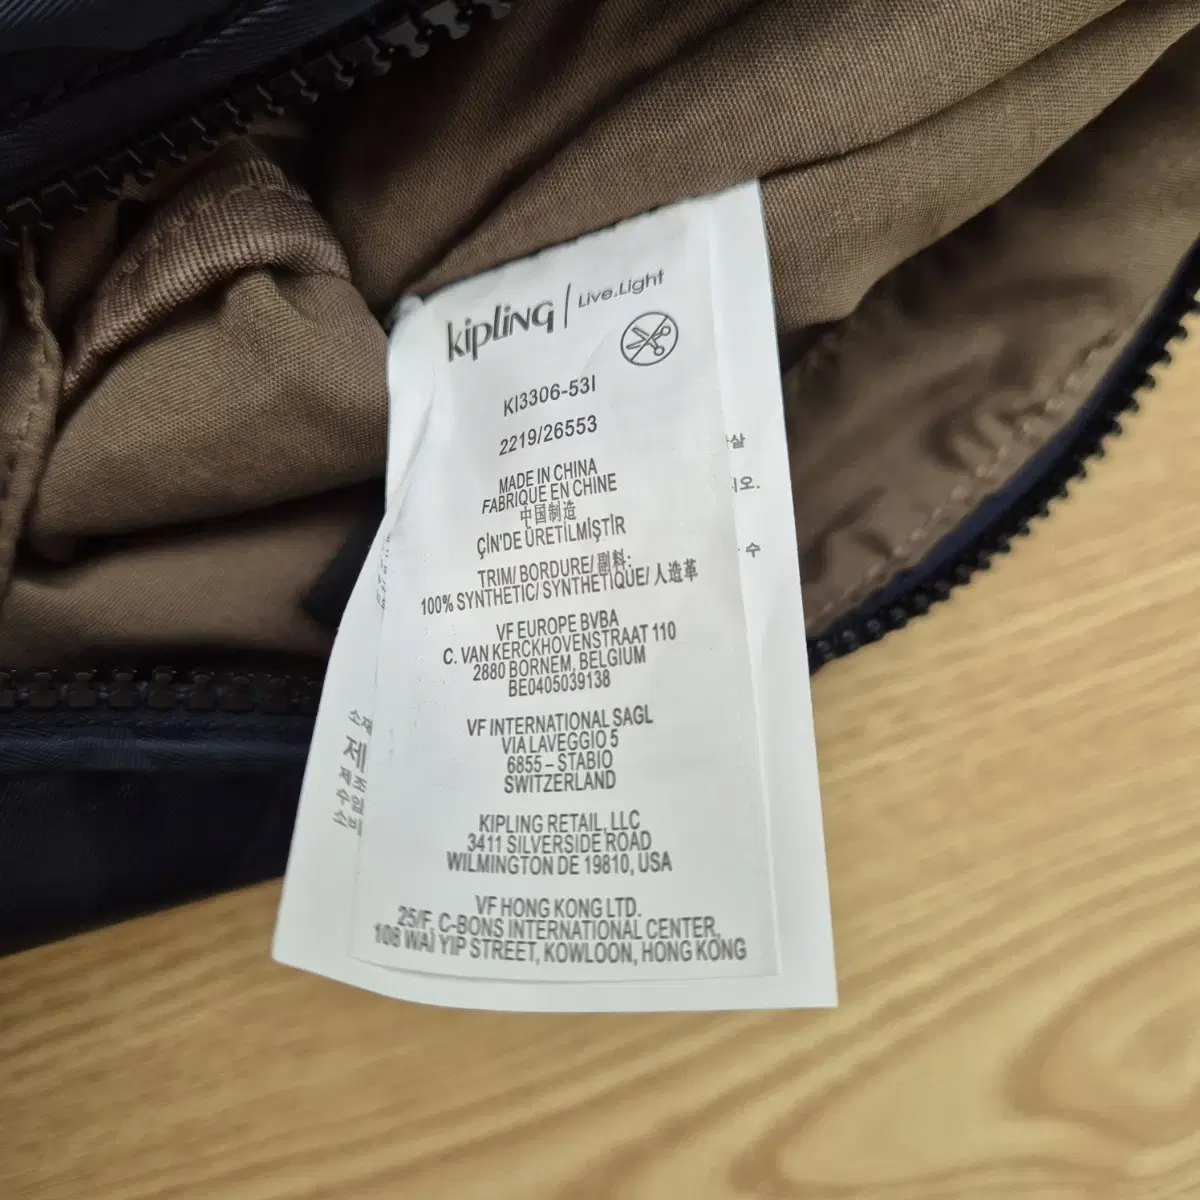 kipling | Live.Light
KI3306-53I
2219/26553
MADE IN CHINA
FABRIQUE EN CHINE
中国制造
ÇİN'DE ÜRETİLMİŞTİR
TRIM/ BORDURE/ 副料:
100% SYNTHETIC/ SYNTHETIQUE/ 人造革
VF EUROPE BVBA
C. VAN KERCKHOVENSTRAAT 110
2880 BORNEM, BELGIUM
BE0405039138
VF INTERNATIONAL SAGL
VIA LAVEGGIO 5
6855 – STABIO
SWITZERLAND
KIPLING RETAIL, LLC
3411 SILVERSIDE ROAD
WILMINGTON DE 19810, USA
VF HONG KONG LTD.
25/F, C-BONS INTERNATIONAL CENTER,
108 WAI YIP STREET, KOWLOON, HONG KONG